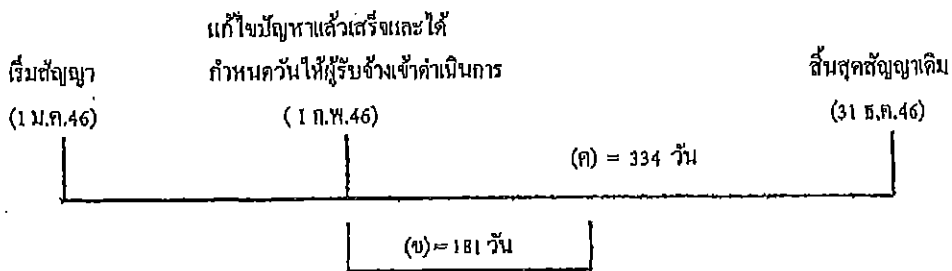 แก้ไขปัญหาแล้วเสร็จและได้
เริ่มสัญญา กำหนดวันให้ผู้รับจ้างเข้าดำเนินการ สิ้นสุดสัญญาเดิม
(1 ม.ค.46) (1 ก.พ.46) (31 ธ.ค.46)
(ค) = 334 วัน
(ข) = 181 วัน